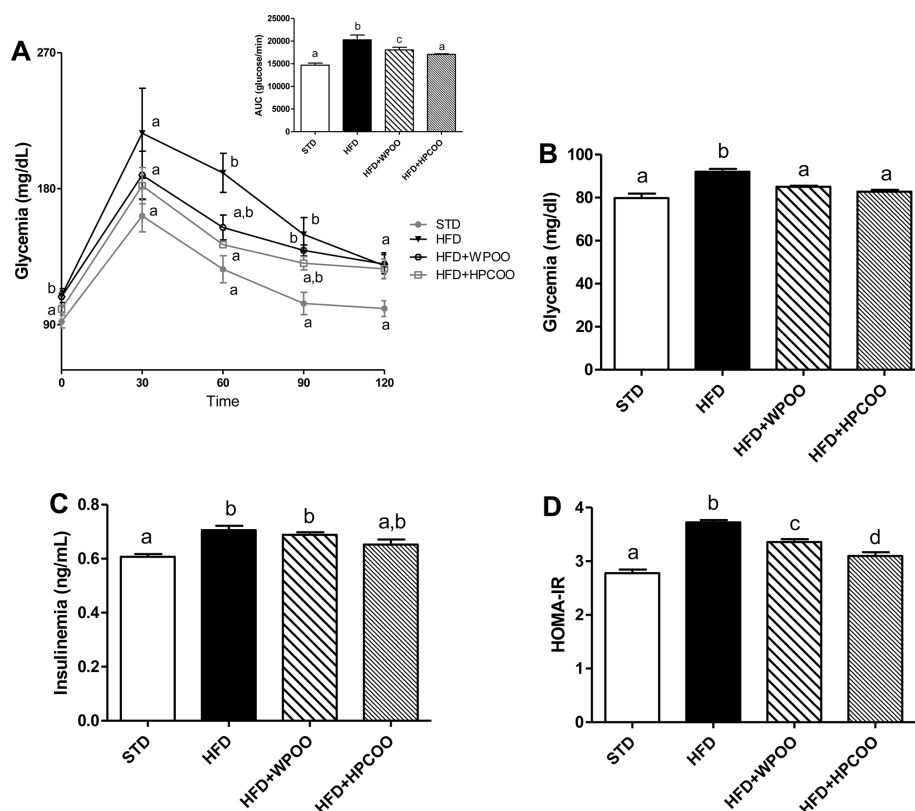 A
270
180
90
Glycemia (mg/dL)
0 30 60 90 120
Time
b
a
a
a
a
b
a,b
a
a
b
b
a,b
a
a
a
STD
HFD
HFD+WPOO
HFD+HPCOO
25000
20000
15000
10000
5000
0
AUC (glucose/min)
a b c a
STD HFD HFD+WPOO HFD+HPCOO
B
100
80
60
40
20
0
Glycemia (mg/dl)
a b a a
STD HFD HFD+WPOO HFD+HPCOO
C
0.8
0.6
0.4
0.2
0.0
Insulinemia (ng/mL)
a b b a,b
STD HFD HFD+WPOO HFD+HPCOO
D
4
3
2
1
0
HOMA-IR
a b c d
STD HFD HFD+WPOO HFD+HPCOO